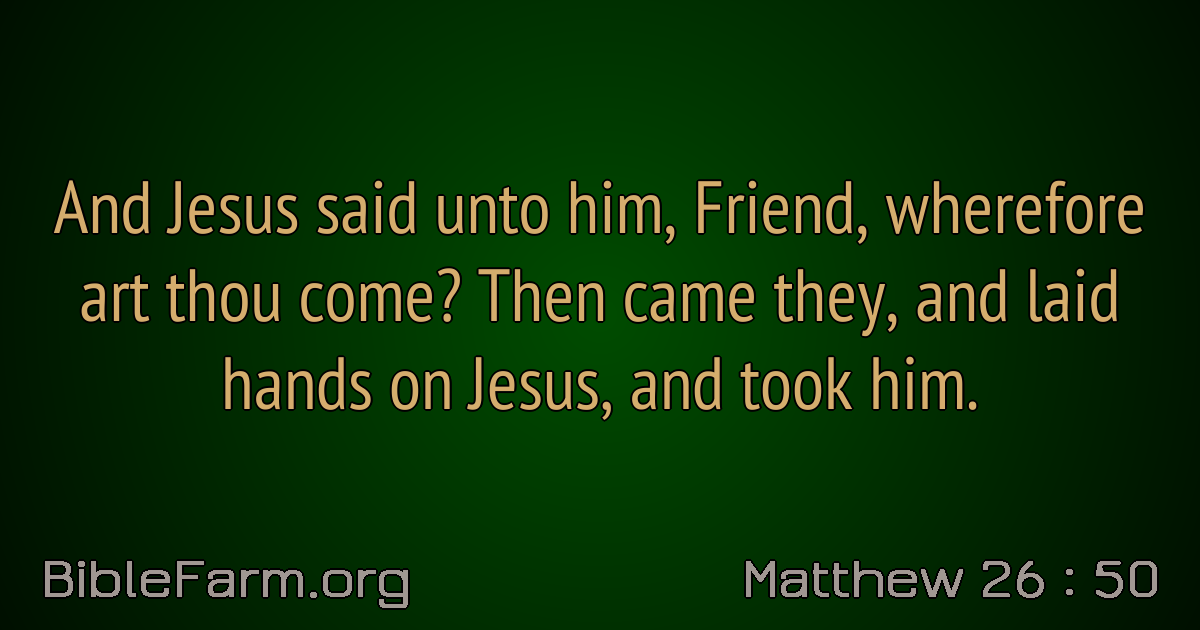 And Jesus said unto him, Friend, wherefore
art thou come? Then came they, and laid
hands on Jesus, and took him.
BibleFarm.org
Matthew 26 : 50